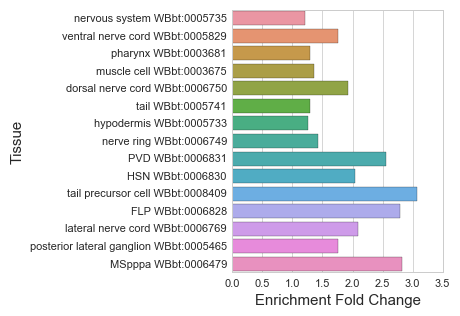 nervous system WBbt:0005735
ventral nerve cord WBbt:0005829
pharynx WBbt:0003681
muscle cell WBbt:0003675
dorsal nerve cord WBbt:0006750
tail WBbt:0005741
hypodermis WBbt:0005733
nerve ring WBbt:0006749
PVD WBbt:0006831
HSN WBbt:0006830
tail precursor cell WBbt:0008409
FLP WBbt:0006828
lateral nerve cord WBbt:0006769
posterior lateral ganglion WBbt:0005465
MSpppa WBbt:0006479
Tissue
0.0 0.5 1.0 1.5 2.0 2.5 3.0 3.5
Enrichment Fold Change